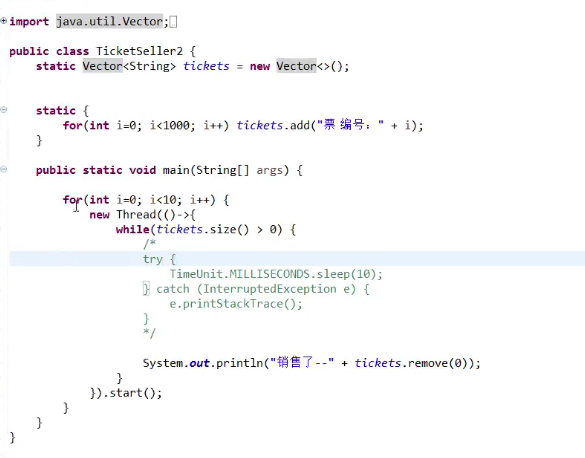 import java.util.Vector;
public class TicketSeller2 {
    static Vector<String> tickets = new Vector<>();
    static {
        for(int i=0; i<1000; i++) tickets.add("票 编号：" + i);
    }
    public static void main(String[] args) {
        for(int i=0; i<10; i++) {
            new Thread(()->{
                while(tickets.size() > 0) {
                    /*
                    try {
                        TimeUnit.MILLISECONDS.sleep(10);
                    } catch (InterruptedException e) {
                        e.printStackTrace();
                    }
                    */
                    System.out.println("销售了--" + tickets.remove(0));
                }
            }).start();
        }
    }
}